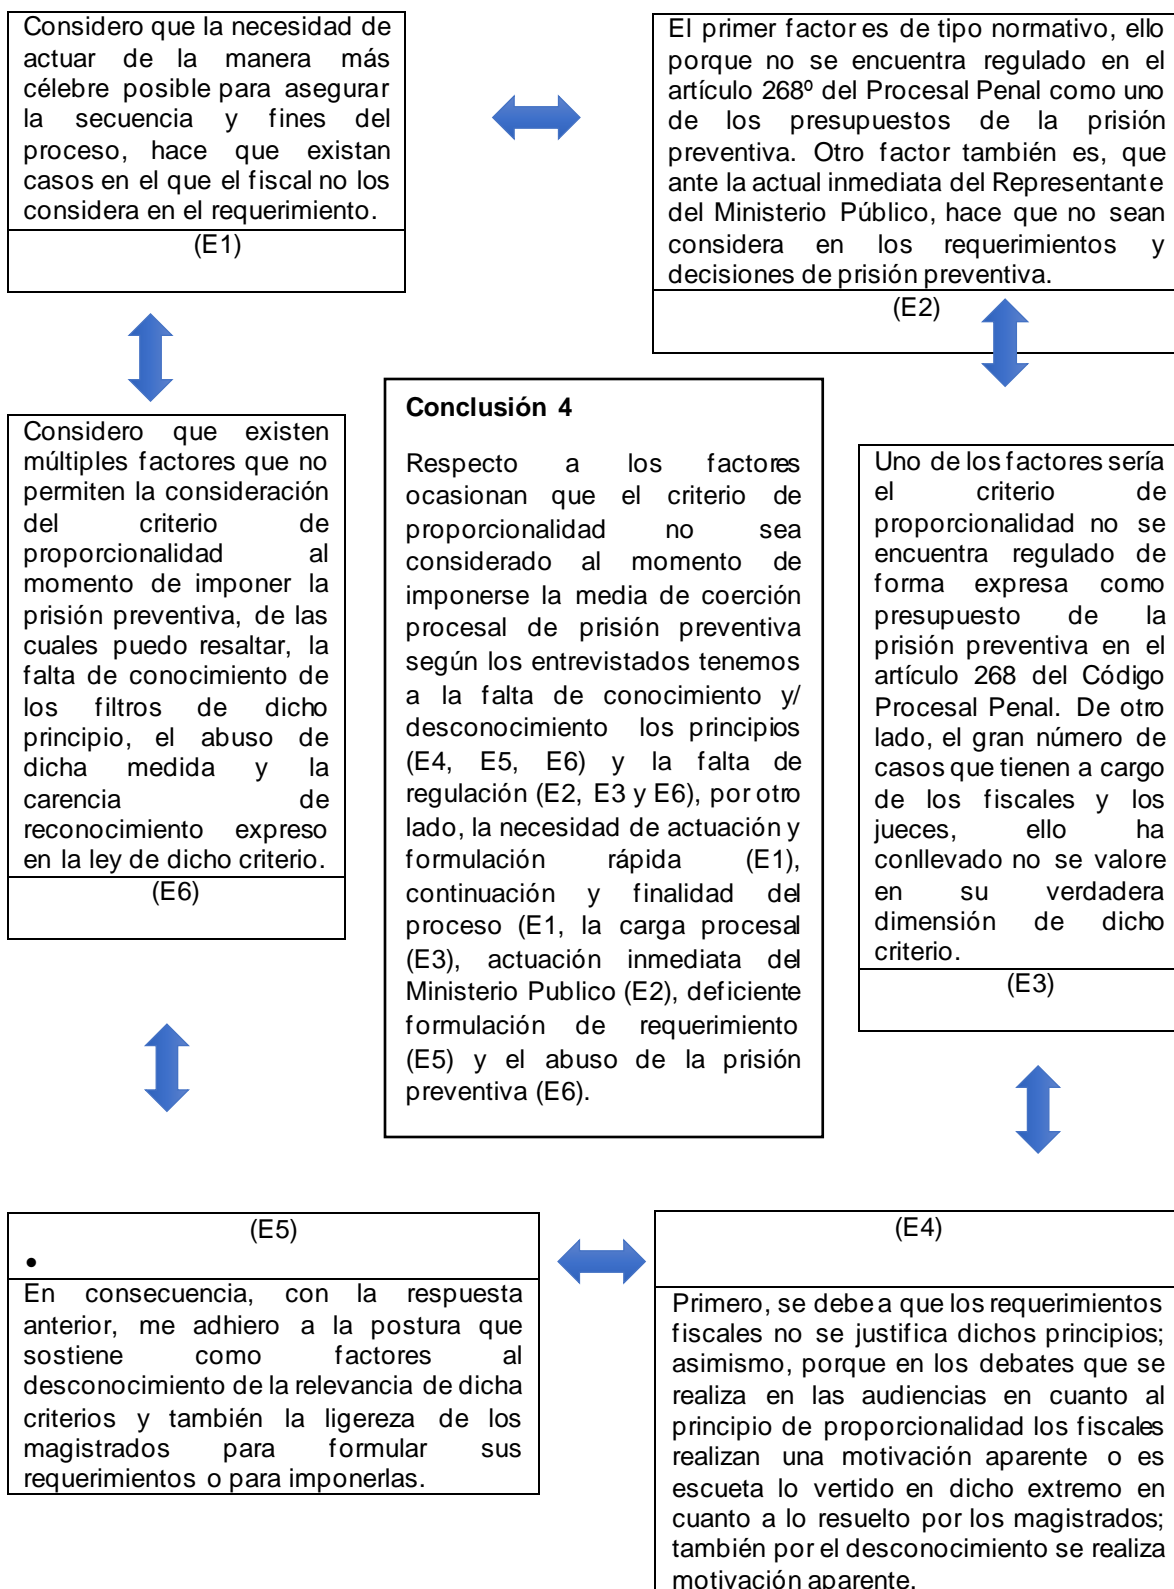 Considero que la necesidad de
actuar de la manera más
célebre posible para asegurar
la secuencia y fines del
proceso, hace que existan
casos en el que el fiscal no los
considera en el requerimiento.
(E1)
El primer factor es de tipo normativo, ello
porque no se encuentra regulado en el
artículo 268º del Procesal Penal como uno
de los presupuestos de la prisión
preventiva. Otro factor también es, que
ante la actual inmediata del Representante
del Ministerio Público, hace que no sean
considera en los requerimientos y
decisiones de prisión preventiva.
(E2)
Considero que existen
múltiples factores que no
permiten la consideración
del criterio de
proporcionalidad al
momento de imponer la
prisión preventiva, de las
cuales puedo resaltar, la
falta de conocimiento de
los filtros de dicho
principio, el abuso de
dicha medida y la
carencia de
reconocimiento expreso
en la ley de dicho criterio.
(E6)
Conclusión 4
Respecto a los factores
ocasionan que el criterio de
proporcionalidad no sea
considerado al momento de
imponerse la media de coerción
procesal de prisión preventiva
según los entrevistados tenemos
a la falta de conocimiento y/
desconocimiento los principios
(E4, E5, E6) y la falta de
regulación (E2, E3 y E6), por otro
lado, la necesidad de actuación y
formulación rápida (E1),
continuación y finalidad del
proceso (E1, la carga procesal
(E3), actuación inmediata del
Ministerio Publico (E2), deficiente
formulación de requerimiento
(E5) y el abuso de la prisión
preventiva (E6).
Uno de los factores sería
el criterio de
proporcionalidad no se
encuentra regulado de
forma expresa como
presupuesto de la
prisión preventiva en el
artículo 268 del Código
Procesal Penal. De otro
lado, el gran número de
casos que tienen a cargo
de los fiscales y los
jueces, ello ha
conllevado no se valore
en su verdadera
dimensión de dicho
criterio.
(E3)
(E5)
•
En consecuencia, con la respuesta
anterior, me adhiero a la postura que
sostiene como factores al
desconocimiento de la relevancia de dicha
criterios y también la ligereza de los
magistrados para formular sus
requerimientos o para imponerlas.
(E4)
Primero, se debe a que los requerimientos
fiscales no se justifica dichos principios;
asimismo, porque en los debates que se
realiza en las audiencias en cuanto al
principio de proporcionalidad los fiscales
realizan una motivación aparente o es
escueta lo vertido en dicho extremo en
cuanto a lo resuelto por los magistrados;
también por el desconocimiento se realiza
motivación aparente.